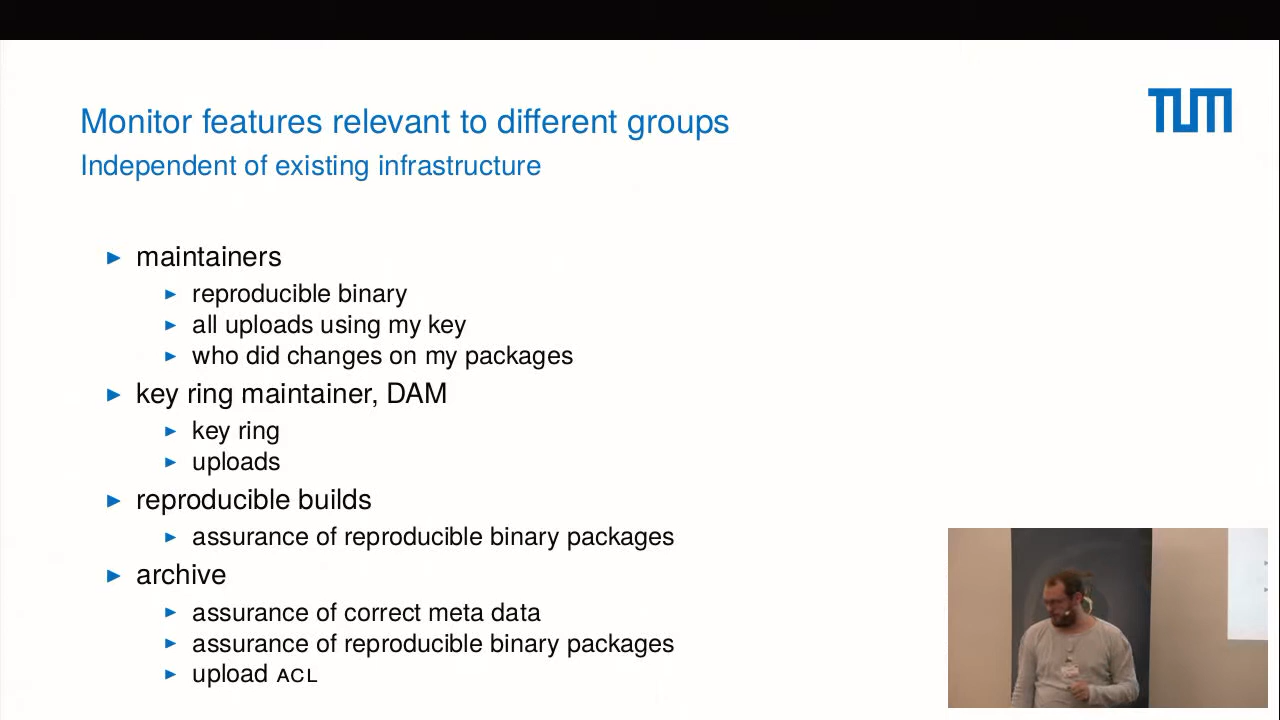 Monitor features relevant to different groups
TUM
Independent of existing infrastructure
maintainers
reproducible binary
all uploads using my key
who did changes on my packages
key ring maintainer, DAM
key ring
uploads
reproducible builds
assurance of reproducible binary packages
archive
assurance of correct meta data
assurance of reproducible binary packages
upload ACL